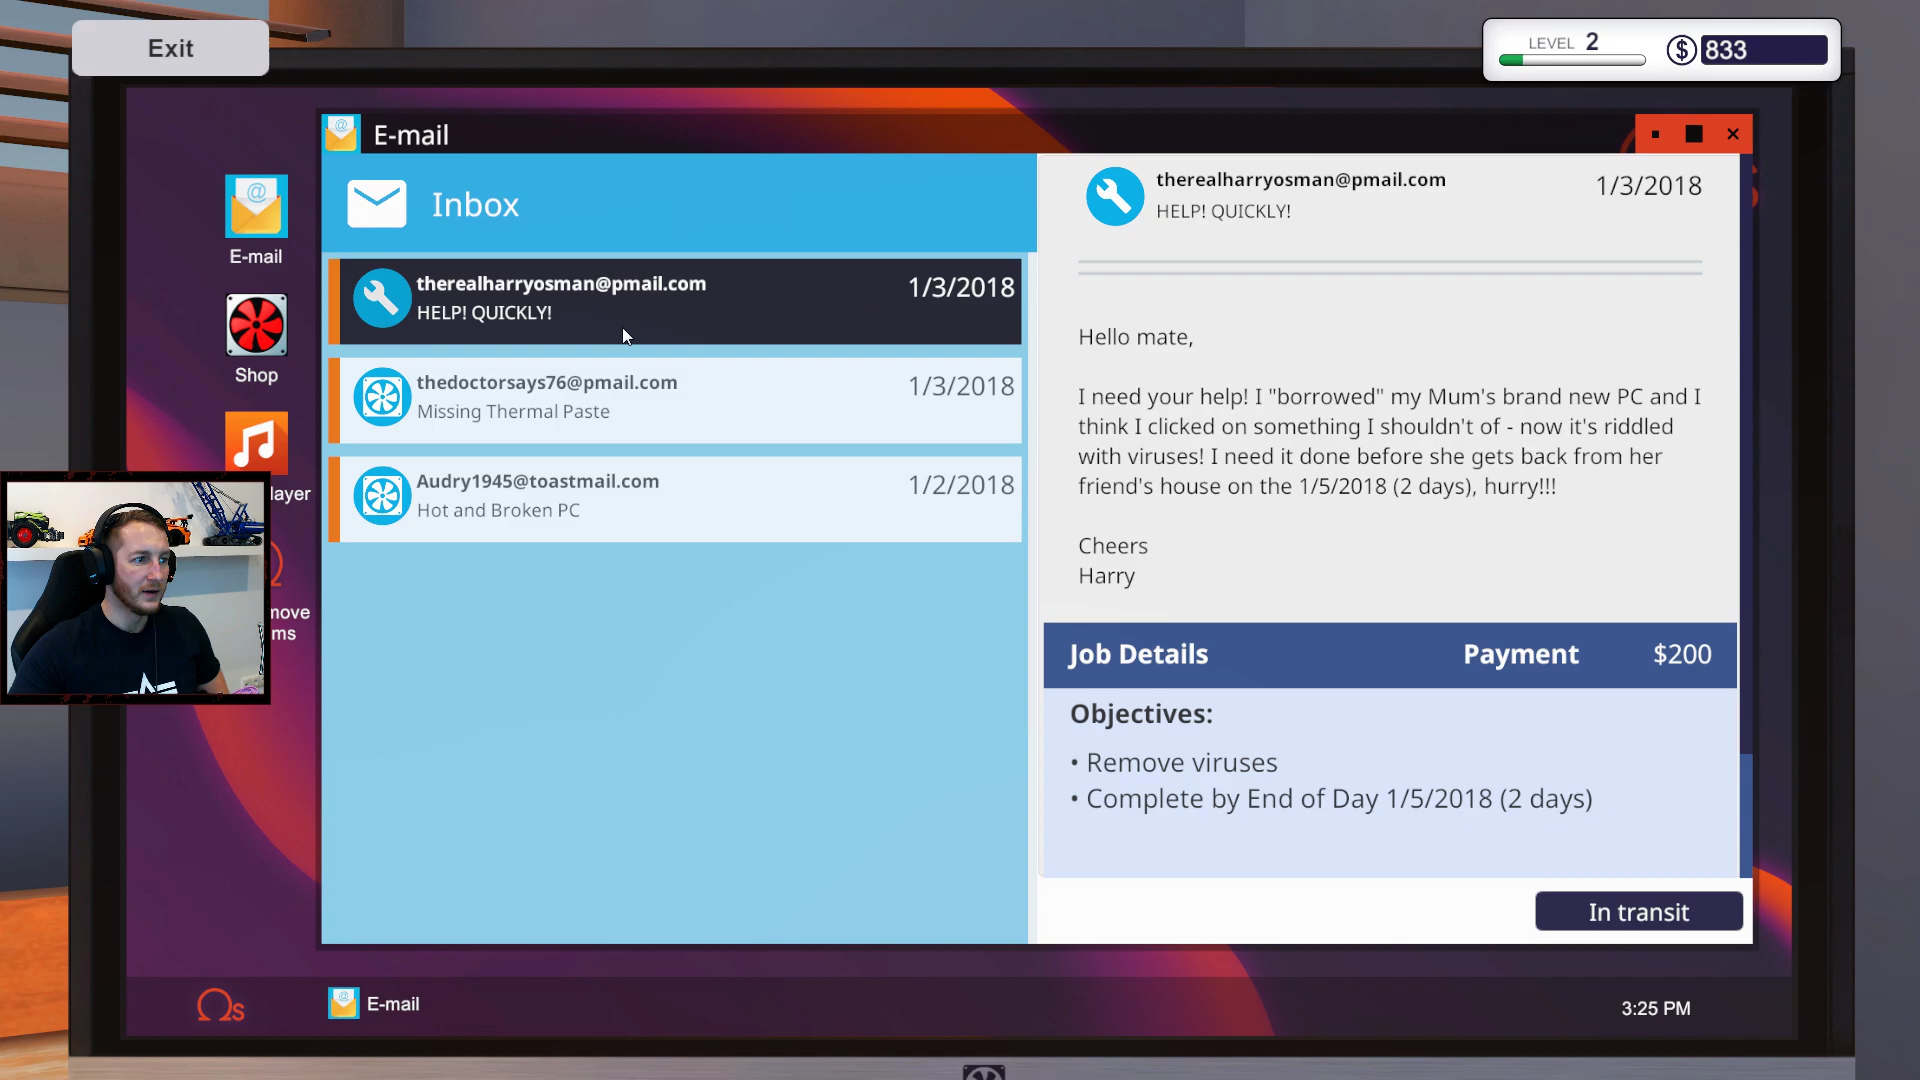 Exit
LEVEL 2
$ 833
E-mail
Inbox
therealharryosman@pmail.com 1/3/2018
HELP! QUICKLY!
thedoctorsays76@pmail.com 1/3/2018
Missing Thermal Paste
Audry1945@toastmail.com 1/2/2018
Hot and Broken PC
E-mail
Shop
layer
move
ms
therealharryosman@pmail.com 1/3/2018
HELP! QUICKLY!
Hello mate,
I need your help! I "borrowed" my Mum's brand new PC and I
think I clicked on something I shouldn't of - now it's riddled
with viruses! I need it done before she gets back from her
friend's house on the 1/5/2018 (2 days), hurry!!!
Cheers
Harry
Job Details Payment $200
Objectives:
• Remove viruses
• Complete by End of Day 1/5/2018 (2 days)
In transit
Ωs
E-mail
3:25 PM